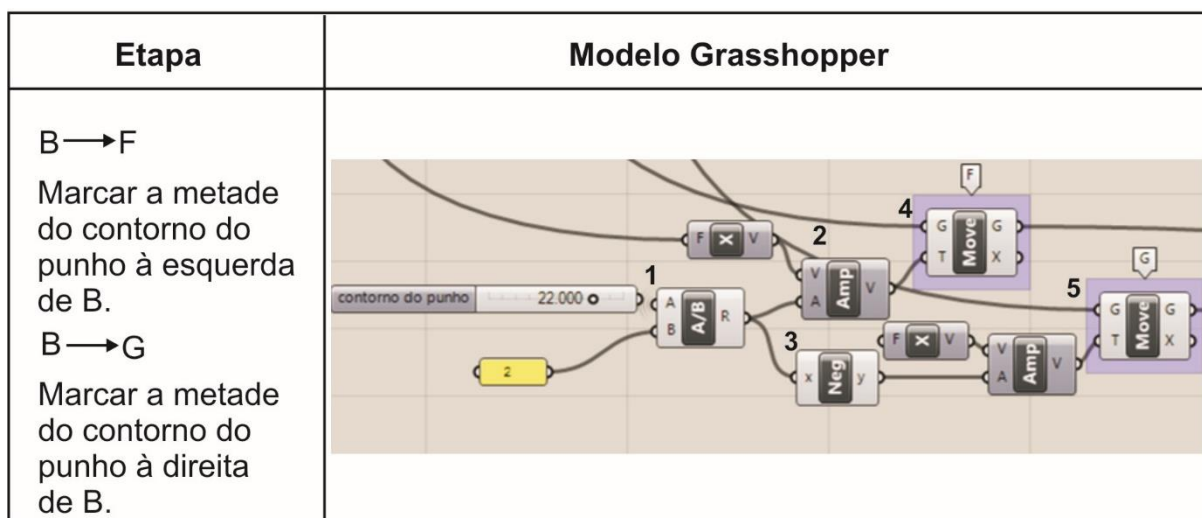 Etapa
Modelo Grasshopper
B→F
Marcar a metade
do contorno do
punho à esquerda
de B.
B→G
Marcar a metade
do contorno do
punho à direita
de B.
contorno do punho 22.000
2
1
A
B
A/B
R
F X V
2
V
A
Amp
V
3
x Neg y
F X V
V
A
Amp
V
F
4
G
T
Move
G
X
G
5
G
T
Move
G
X